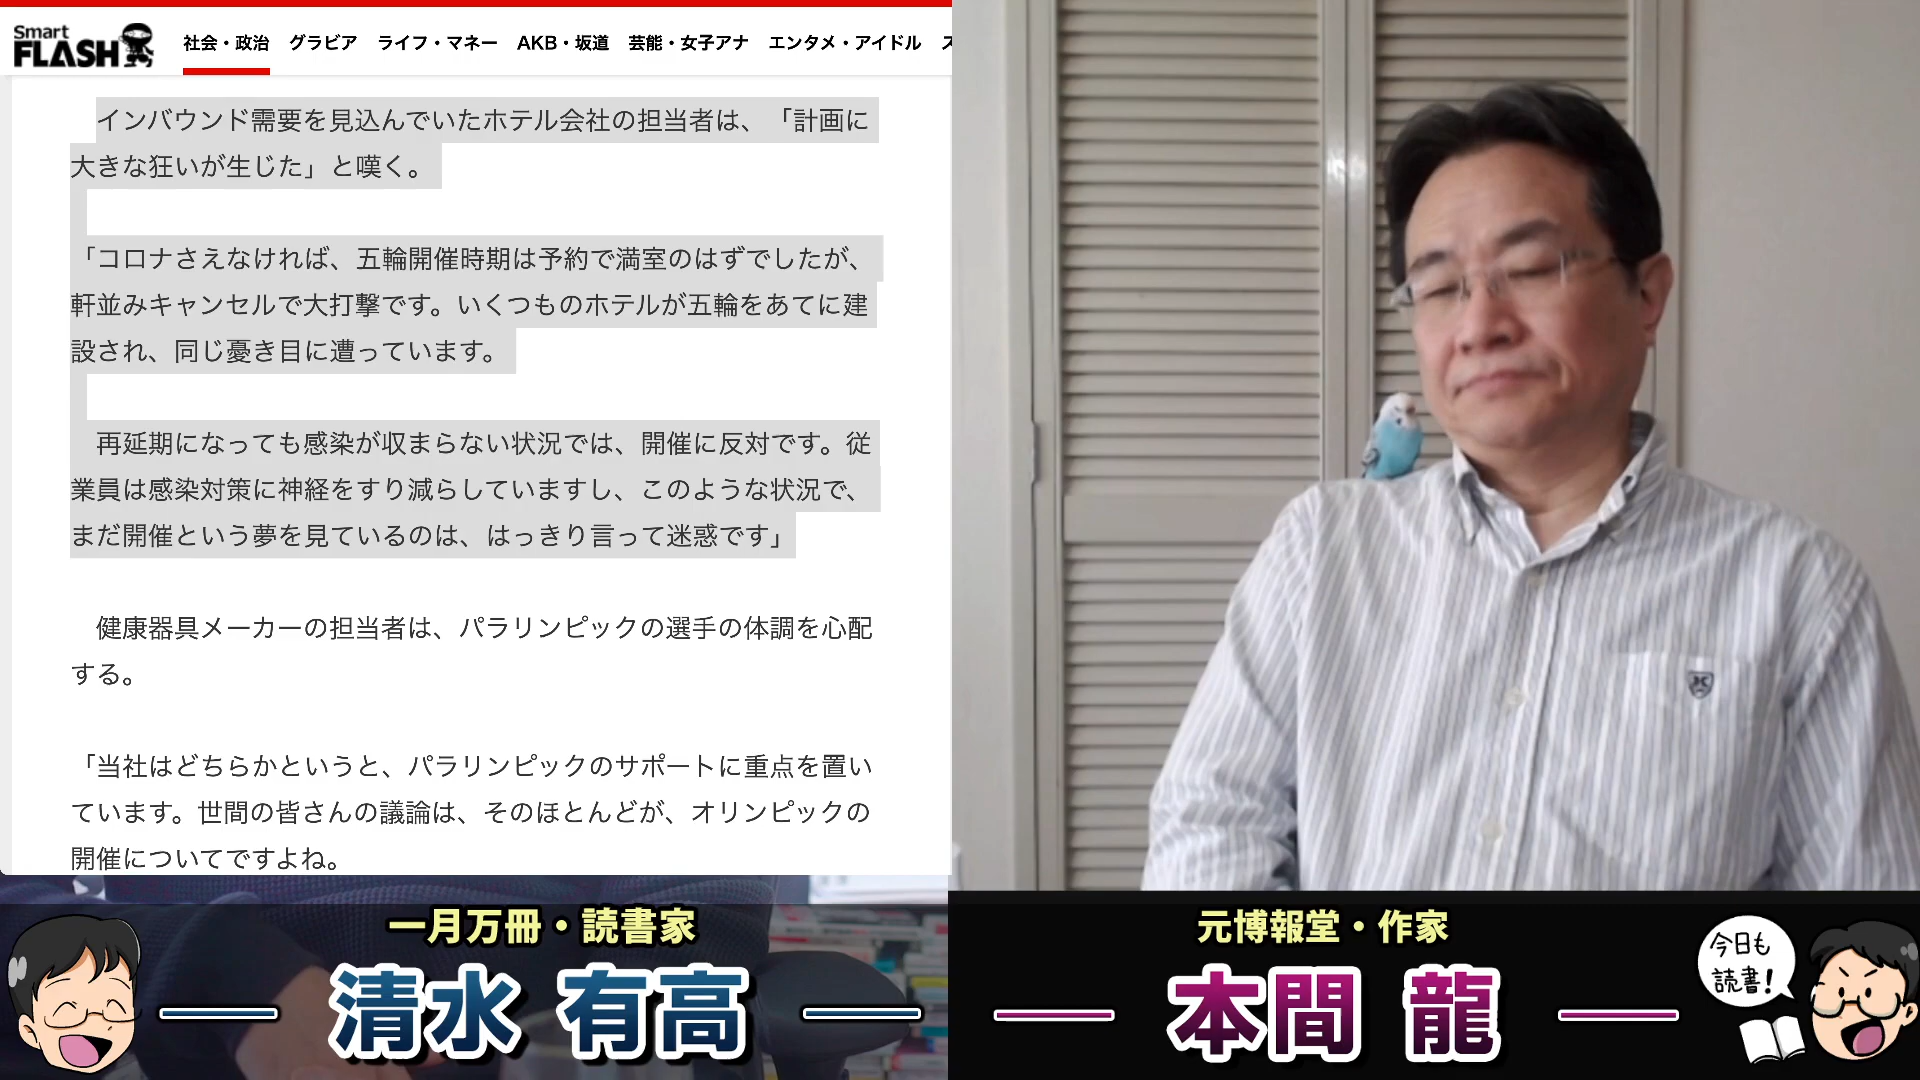 Smart
FLASH
社会・政治 グラビア ライフ・マネー AKB・坂道 芸能・女子アナ エンタメ・アイドル ス
インバウンド需要を見込んでいたホテル会社の担当者は、「計画に
大きな狂いが生じた」と嘆く。
「コロナさえなければ、五輪開催時期は予約で満室のはずでしたが、
軒並みキャンセルで大打撃です。いくつものホテルが五輪をあてに建
設され、同じ憂き目に遭っています。
再延期になっても感染が収まらない状況では、開催に反対です。従
業員は感染対策に神経をすり減らしていますし、このような状況で、
まだ開催という夢を見ているのは、はっきり言って迷惑です」
健康器具メーカーの担当者は、パラリンピックの選手の体調を心配
する。
「当社はどちらかというと、パラリンピックのサポートに重点を置い
ています。世間の皆さんの議論は、そのほとんどが、オリンピックの
開催についてですよね。
一月万冊・読書家
清水 有高
元博報堂・作家
本間 龍
今日も
読書!